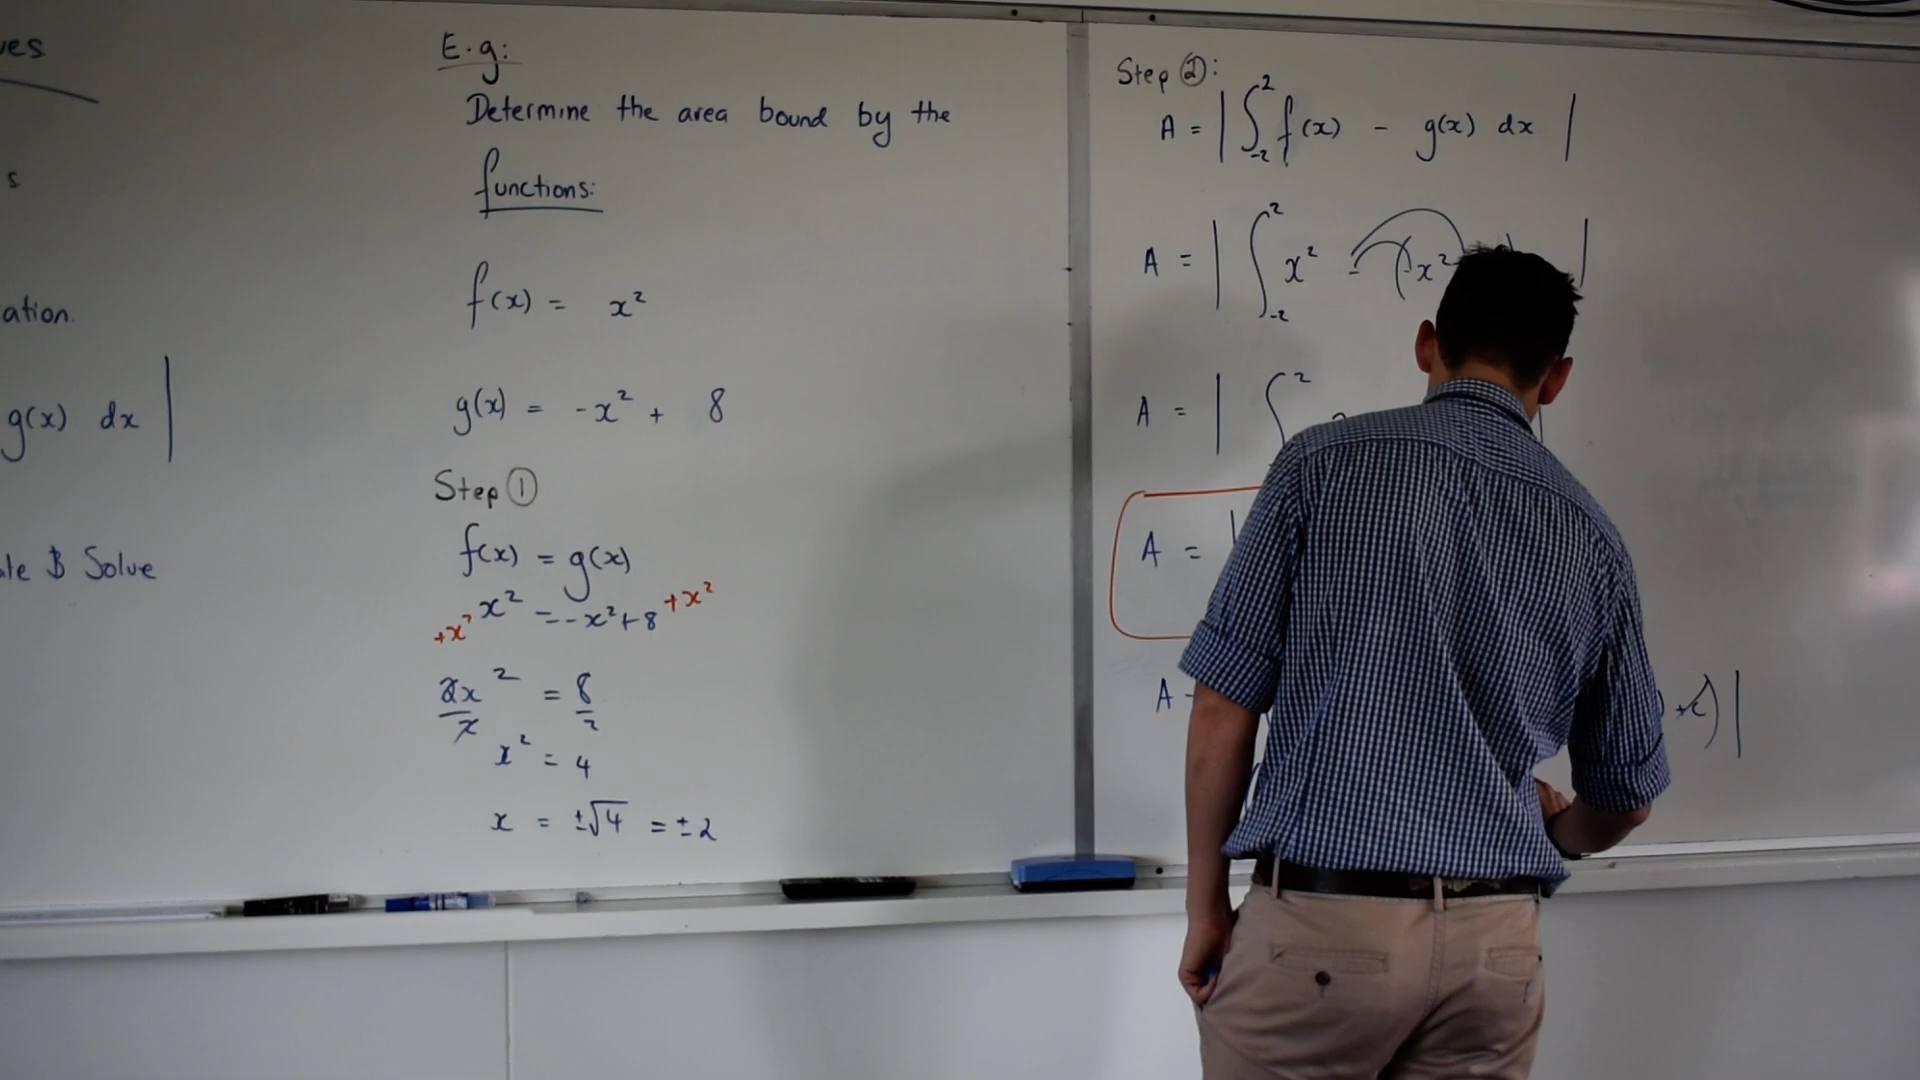 ves
s
ation.
g(x) dx |
Solve
E.g:
Determine the area bound by the
functions:
f(x) = x²
g(x) = -x² + 8
Step ①
f(x) = g(x)
+x² x² = -x²+8 +x²
2x² = 8
2 2
x² = 4
x = ±√4 = ±2
Step ②:
A = | ∫₋₂² f(x) - g(x) dx |
A = | ∫₋₂² x² - (-x² |
A = | ∫² |
A = |
A +c) |